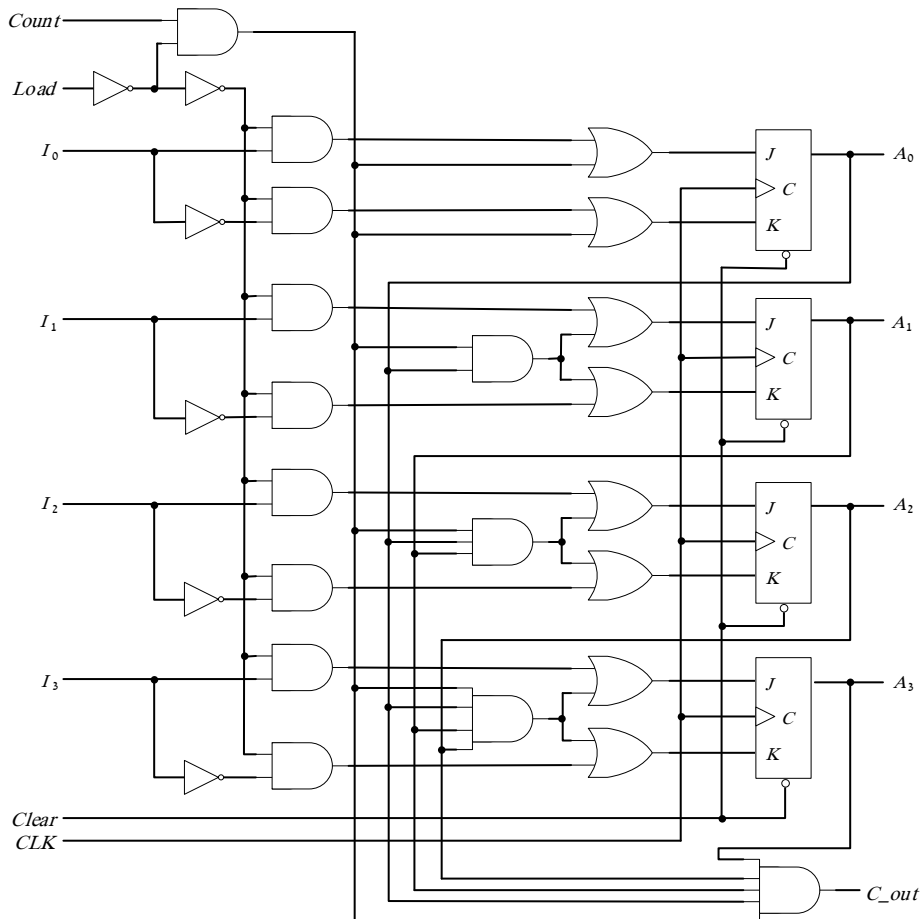 Count
Load
I₀
J
A₀
C
K
I₁
J
A₁
C
K
I₂
J
A₂
C
K
I₃
J
A₃
C
K
Clear
CLK
C_out